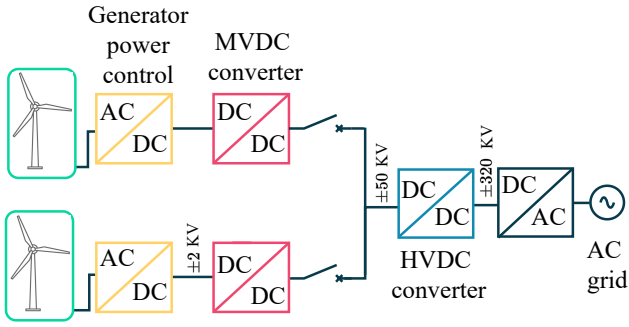 Generator
power
control
MVDC
converter
AC
DC
DC
DC
±50 KV
DC
DC
HVDC
converter
±320 KV
DC
AC
AC
grid
AC
DC
±2 KV
DC
DC